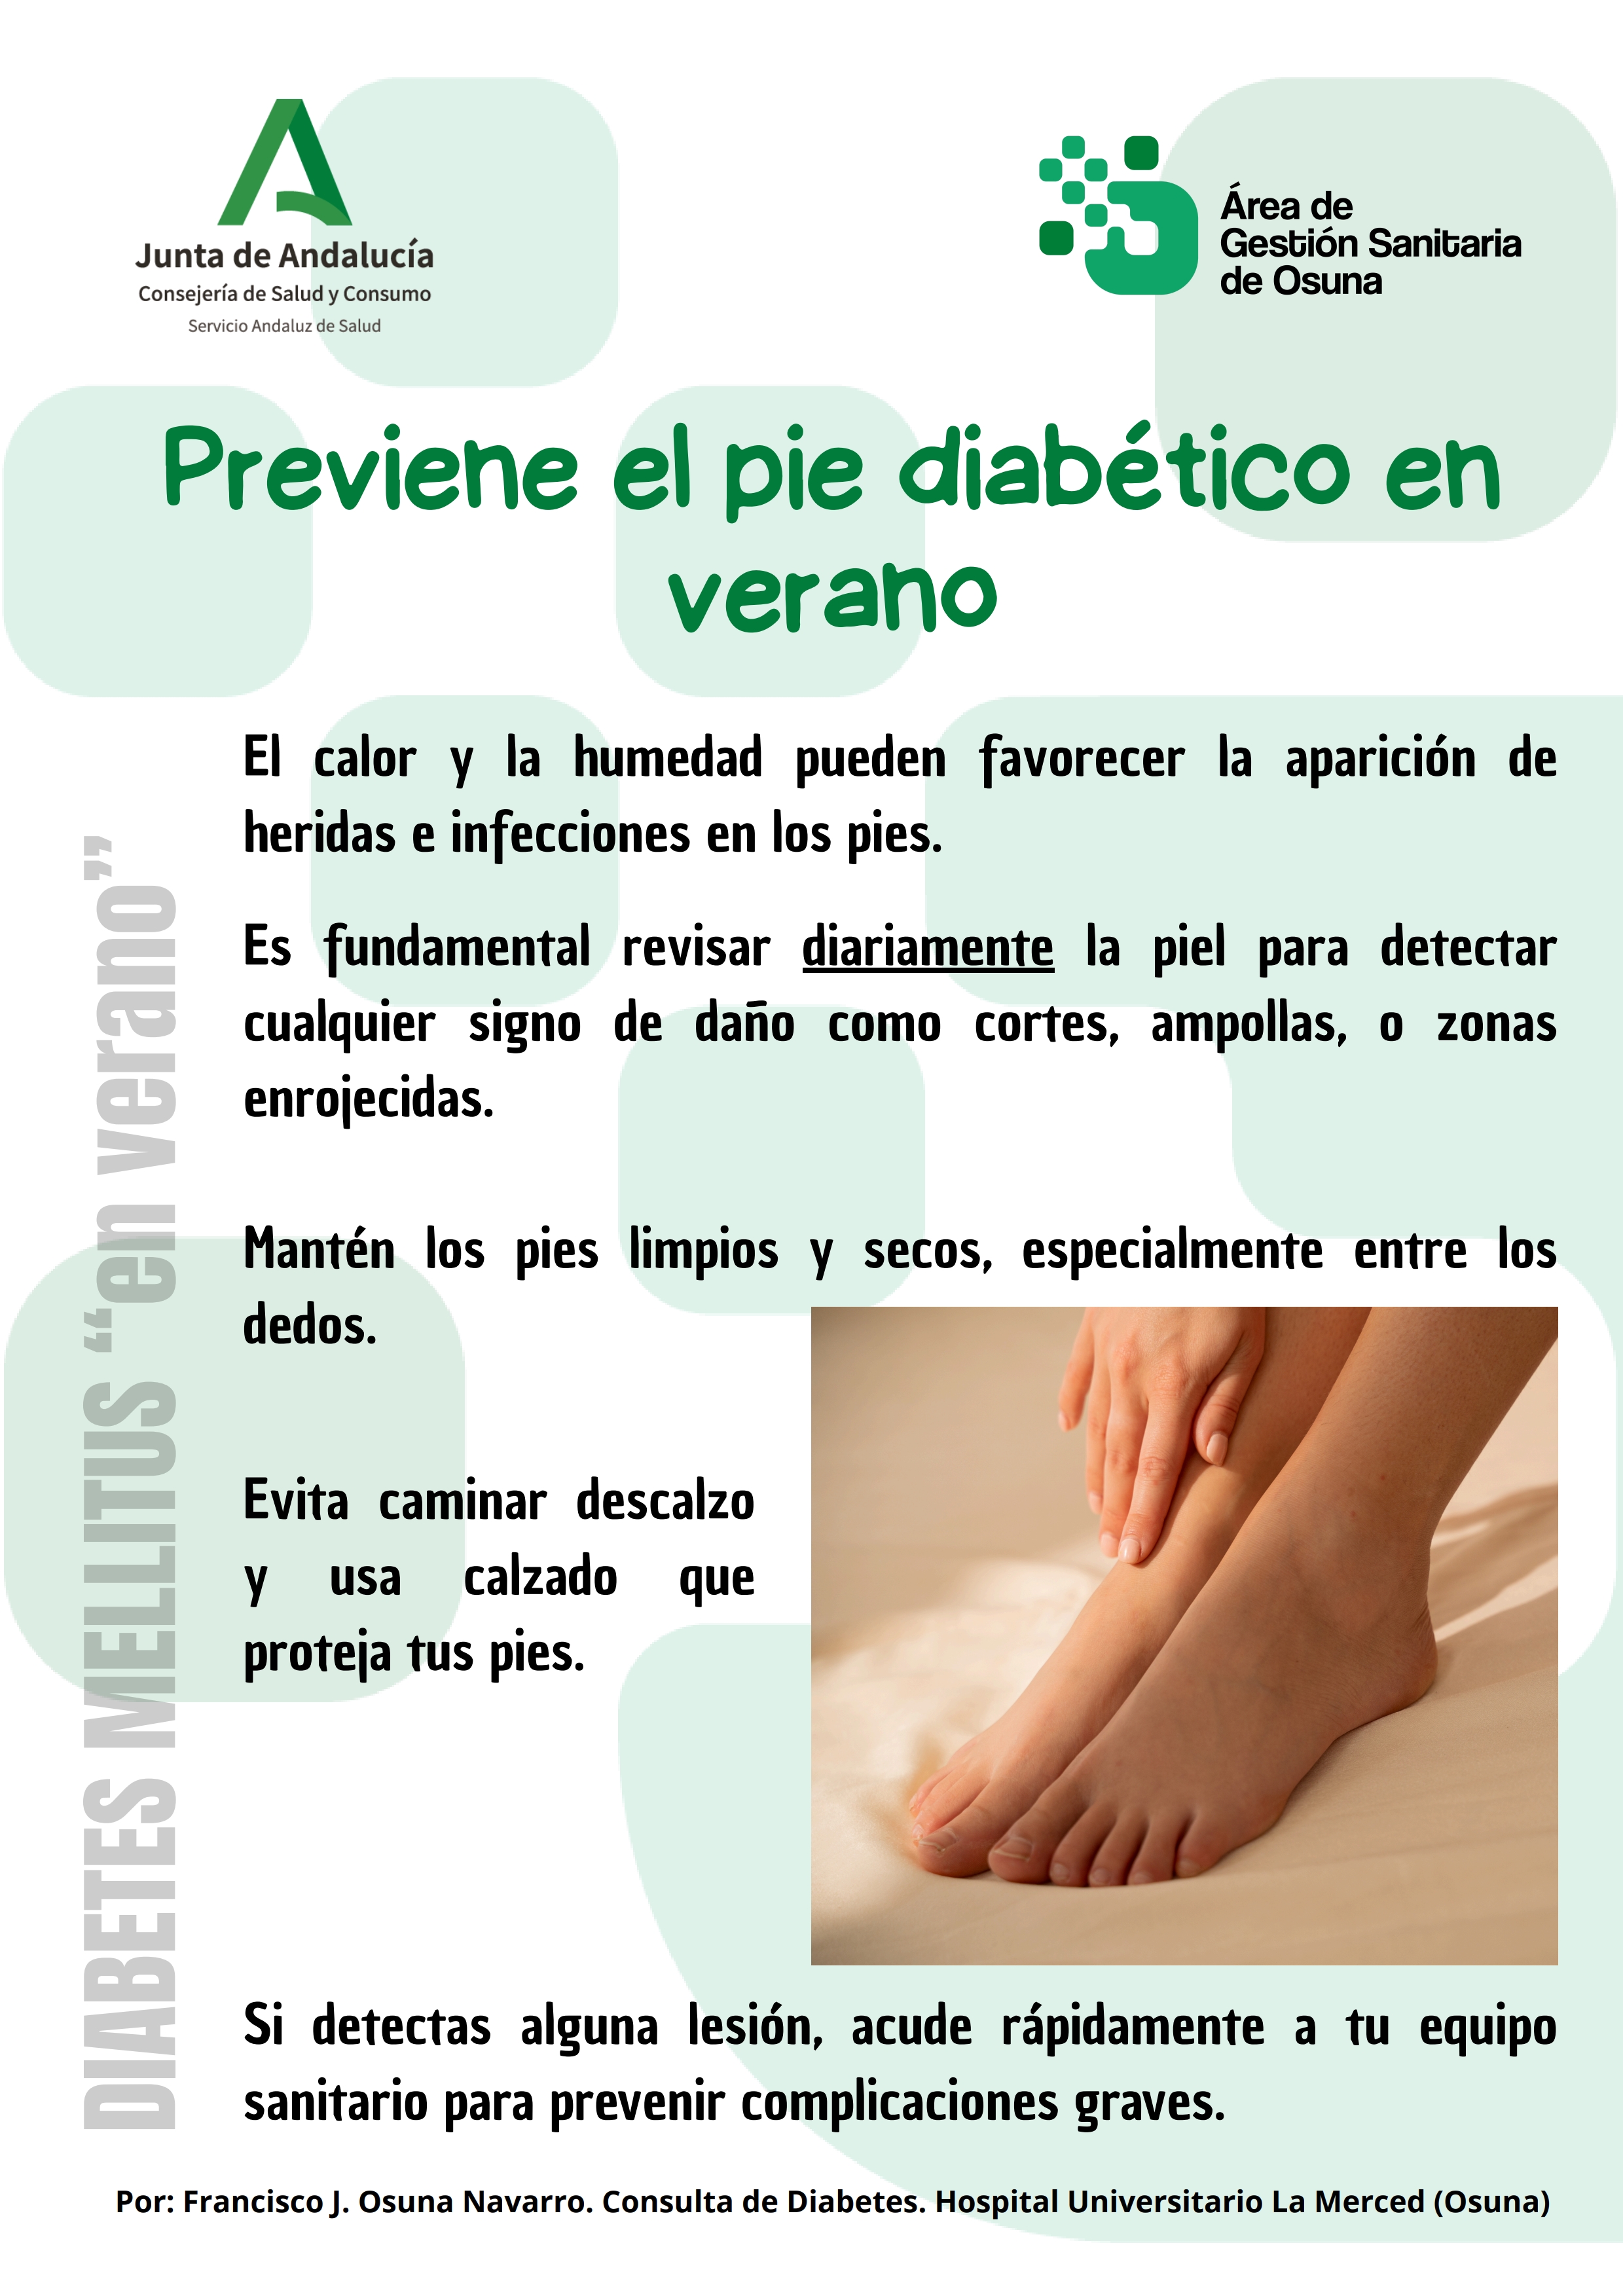 Junta de Andalucía
Consejería de Salud y Consumo
Servicio Andaluz de Salud
Área de
Gestión Sanitaria
de Osuna
Previene el pie diabético en
verano
El calor y la humedad pueden favorecer la aparición de
heridas e infecciones en los pies.
Es fundamental revisar diariamente la piel para detectar
cualquier signo de daño como cortes, ampollas, o zonas
enrojecidas.
Mantén los pies limpios y secos, especialmente entre los
dedos.
Evita caminar descalzo
y usa calzado que
proteja tus pies.
Si detectas alguna lesión, acude rápidamente a tu equipo
sanitario para prevenir complicaciones graves.
DIABETES MELLITUS “en verano”
Por: Francisco J. Osuna Navarro. Consulta de Diabetes. Hospital Universitario La Merced (Osuna)